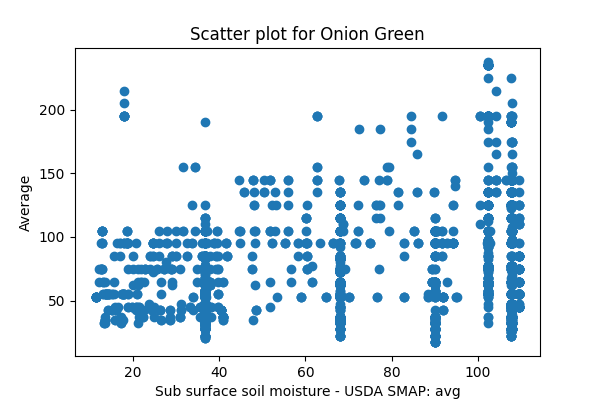 Scatter plot for Onion Green
200
150
100
50
Average
20 40 60 80 100
Sub surface soil moisture - USDA SMAP: avg